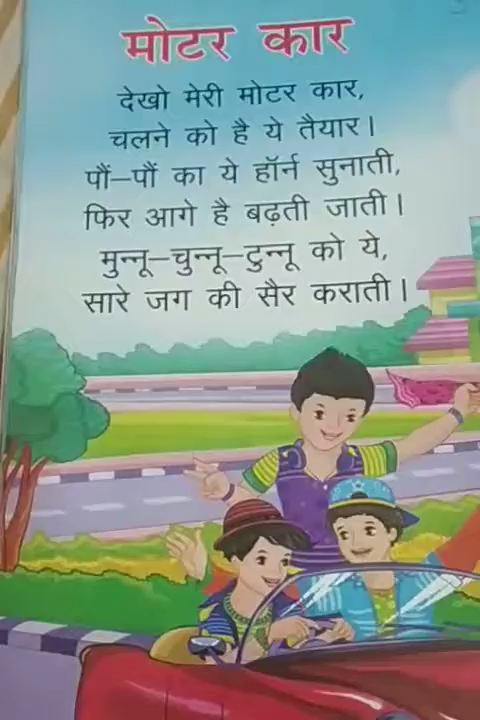 मोटर कार
देखो मेरी मोटर कार,
चलने को है ये तैयार।
पौं–पौं का ये हॉर्न सुनाती,
फिर आगे है बढ़ती जाती।
मुन्नू–चुन्नू–टुन्नू को ये,
सारे जग की सैर कराती।